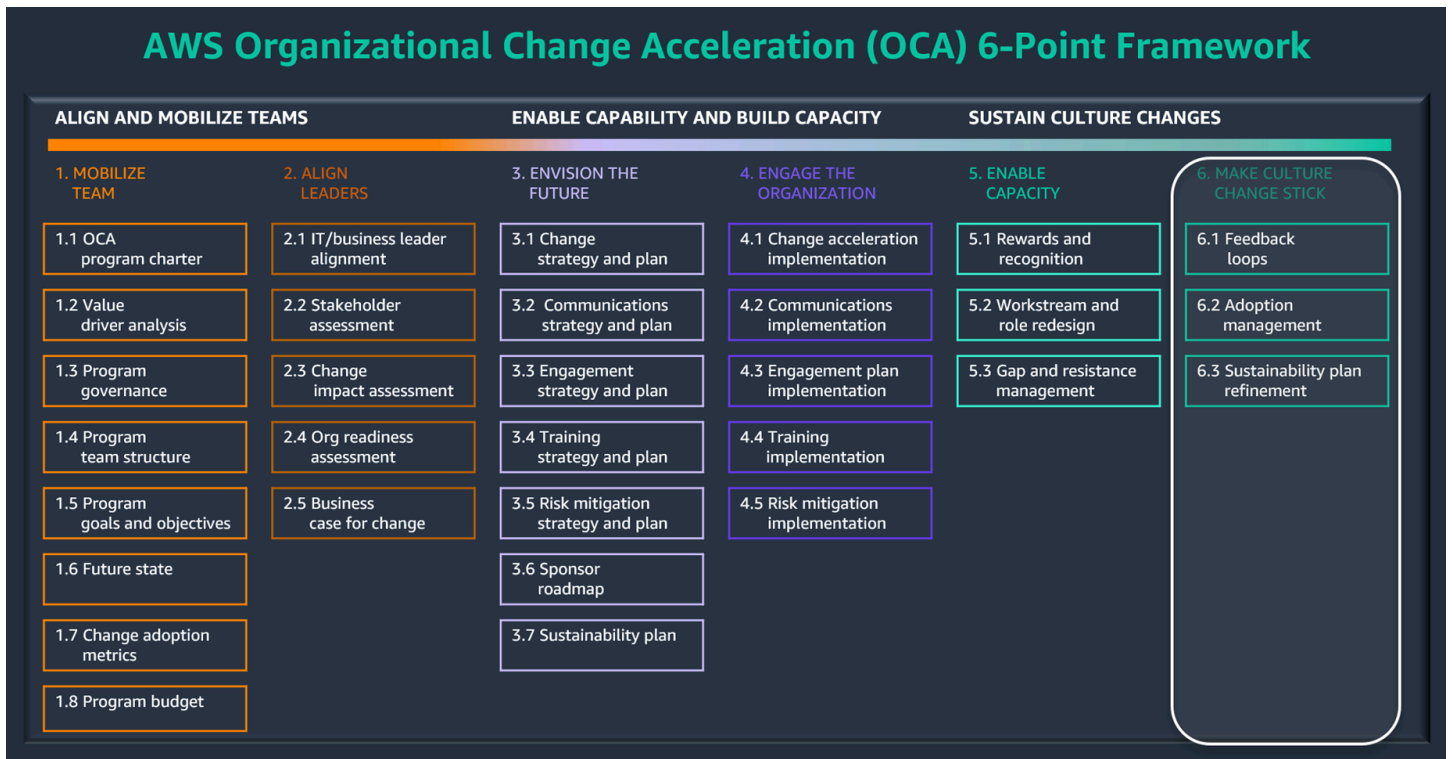 AWS Organizational Change Acceleration (OCA) 6-Point Framework
ALIGN AND MOBILIZE TEAMS
ENABLE CAPABILITY AND BUILD CAPACITY
SUSTAIN CULTURE CHANGES
1. MOBILIZE
TEAM
1.1 OCA
program charter
1.2 Value
driver analysis
1.3 Program
governance
1.4 Program
team structure
1.5 Program
goals and objectives
1.6 Future state
1.7 Change adoption
metrics
1.8 Program budget
2. ALIGN
LEADERS
2.1 IT/business leader
alignment
2.2 Stakeholder
assessment
2.3 Change
impact assessment
2.4 Org readiness
assessment
2.5 Business
case for change
3. ENVISION THE
FUTURE
3.1 Change
strategy and plan
3.2 Communications
strategy and plan
3.3 Engagement
strategy and plan
3.4 Training
strategy and plan
3.5 Risk mitigation
strategy and plan
3.6 Sponsor
roadmap
3.7 Sustainability plan
4. ENGAGE THE
ORGANIZATION
4.1 Change acceleration
implementation
4.2 Communications
implementation
4.3 Engagement plan
implementation
4.4 Training
implementation
4.5 Risk mitigation
implementation
5. ENABLE
CAPACITY
5.1 Rewards and
recognition
5.2 Workstream and
role redesign
5.3 Gap and resistance
management
6. MAKE CULTURE
CHANGE STICK
6.1 Feedback
loops
6.2 Adoption
management
6.3 Sustainability plan
refinement